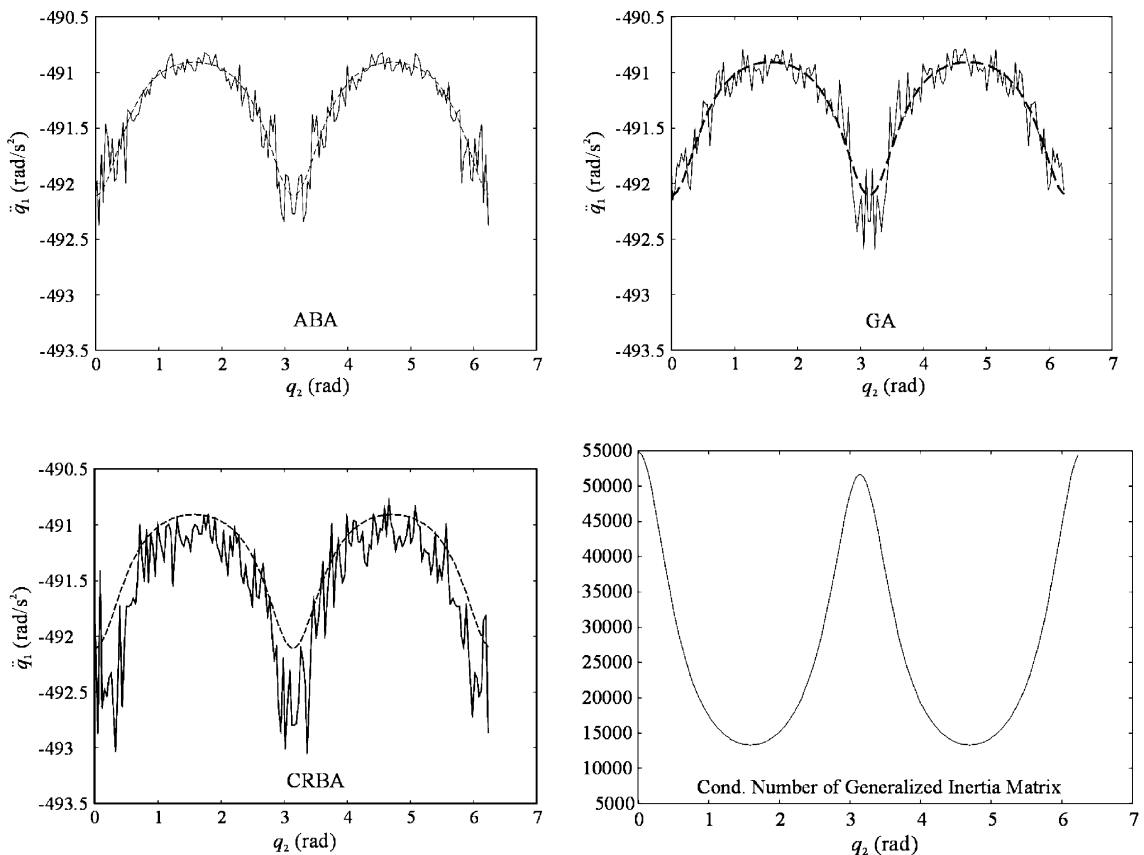 -490.5
-491
-491.5
-492
-492.5
-493
-493.5
0 1 2 3 4 5 6 7
q̈₁ (rad/s²)
q₂ (rad)
ABA
-490.5
-491
-491.5
-492
-492.5
-493
-493.5
0 1 2 3 4 5 6 7
q̈₁ (rad/s²)
q₂ (rad)
GA
-490.5
-491
-491.5
-492
-492.5
-493
-493.5
0 1 2 3 4 5 6 7
q̈₁ (rad/s²)
q₂ (rad)
CRBA
55000
50000
45000
40000
35000
30000
25000
20000
15000
10000
5000
0 1 2 3 4 5 6 7
Cond. Number of Generalized Inertia Matrix
q₂ (rad)